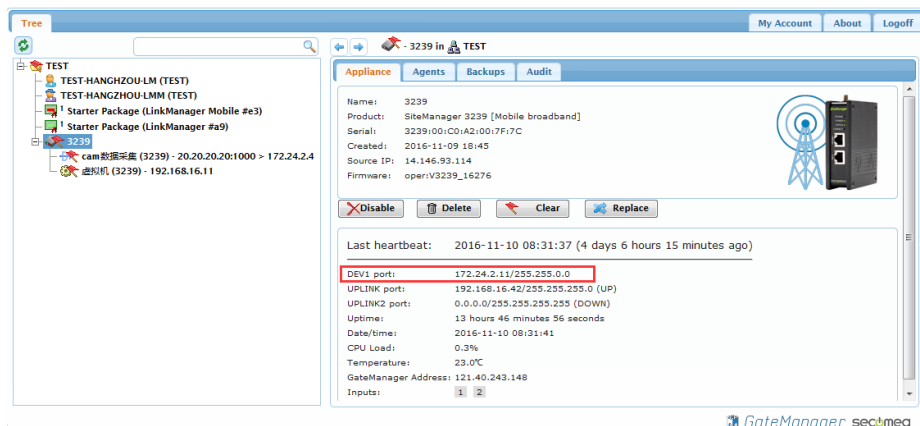 Tree
My Account About Logoff
- 3239 in TEST
TEST
TEST-HANGZHOU-LM (TEST)
TEST-HANGZHOU-LMM (TEST)
1 Starter Package (LinkManager Mobile #e3)
1 Starter Package (LinkManager #a9)
3239
cam数据采集 (3239) - 20.20.20.20:1000 > 172.24.2.4
虚拟机 (3239) - 192.168.16.11
Appliance Agents Backups Audit
Name: 3239
Product: SiteManager 3239 [Mobile broadband]
Serial: 3239:00:C0:A2:00:7F:7C
Created: 2016-11-09 18:45
Source IP: 14.146.93.114
Firmware: oper:V3239_16276
Disable Delete Clear Replace
Last heartbeat: 2016-11-10 08:31:37 (4 days 6 hours 15 minutes ago)
DEV1 port: 172.24.2.11/255.255.0.0
UPLINK port: 192.168.16.42/255.255.255.0 (UP)
UPLINK2 port: 0.0.0.0/255.255.255.255 (DOWN)
Uptime: 13 hours 46 minutes 56 seconds
Date/time: 2016-11-10 08:31:41
CPU Load: 0.3%
Temperature: 23.0℃
GateManager Address: 121.40.243.148
Inputs: 1 2
GateManager secomea